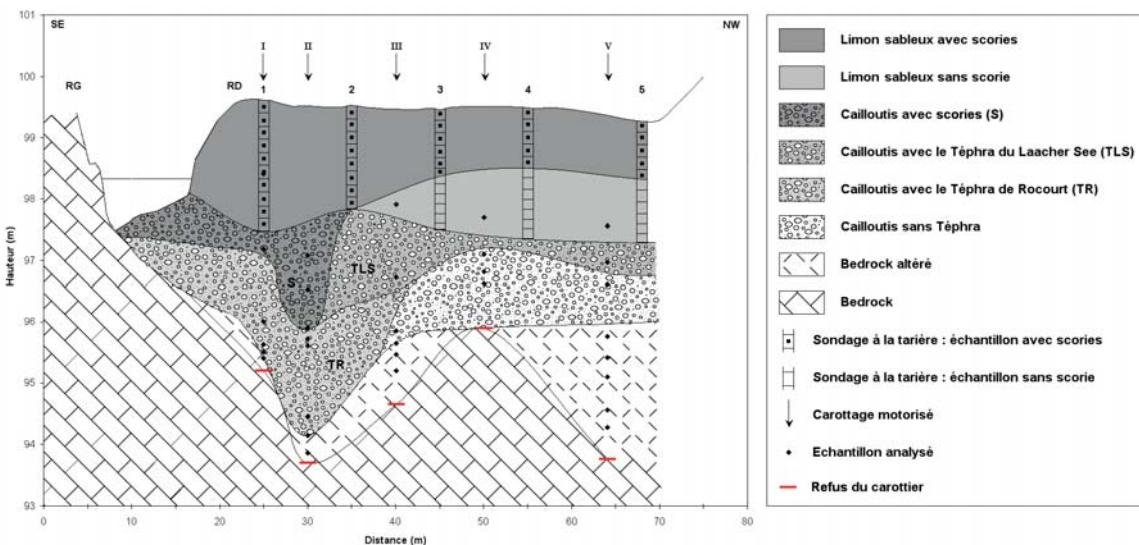 101
100
99
98
97
96
95
94
93
Hauteur (m)
SE
NW
I
II
III
IV
V
RG
RD
1
2
3
4
5
S
TLS
TR
0
10
20
30
40
50
60
70
80
Distance (m)
Limon sableux avec scories
Limon sableux sans scorie
Cailloutis avec scories (S)
Cailloutis avec le Téphra du Laacher See (TLS)
Cailloutis avec le Téphra de Rocourt (TR)
Cailloutis sans Téphra
Bedrock altéré
Bedrock
Sondage à la tarière : échantillon avec scories
Sondage à la tarière : échantillon sans scorie
Carottage motorisé
Echantillon analysé
Refus du carottier